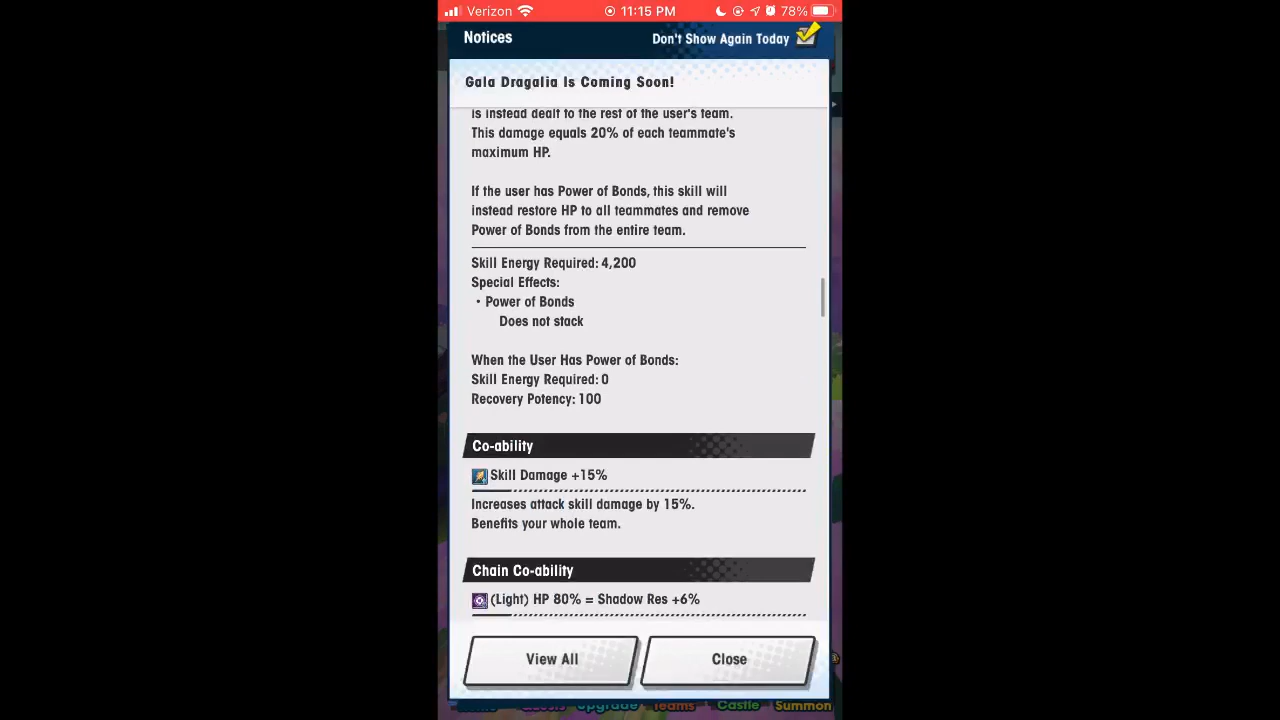 Verizon 11:15 PM 78%
Notices Don't Show Again Today
Gala Dragalia Is Coming Soon!
is instead dealt to the rest of the user's team.
This damage equals 20% of each teammate's
maximum HP.
If the user has Power of Bonds, this skill will
instead restore HP to all teammates and remove
Power of Bonds from the entire team.
Skill Energy Required: 4,200
Special Effects:
• Power of Bonds
Does not stack
When the User Has Power of Bonds:
Skill Energy Required: 0
Recovery Potency: 100
Co-ability
Skill Damage +15%
Increases attack skill damage by 15%.
Benefits your whole team.
Chain Co-ability
(Light) HP 80% = Shadow Res +6%
View All Close
Quests Upgrade Teams Castle Summon